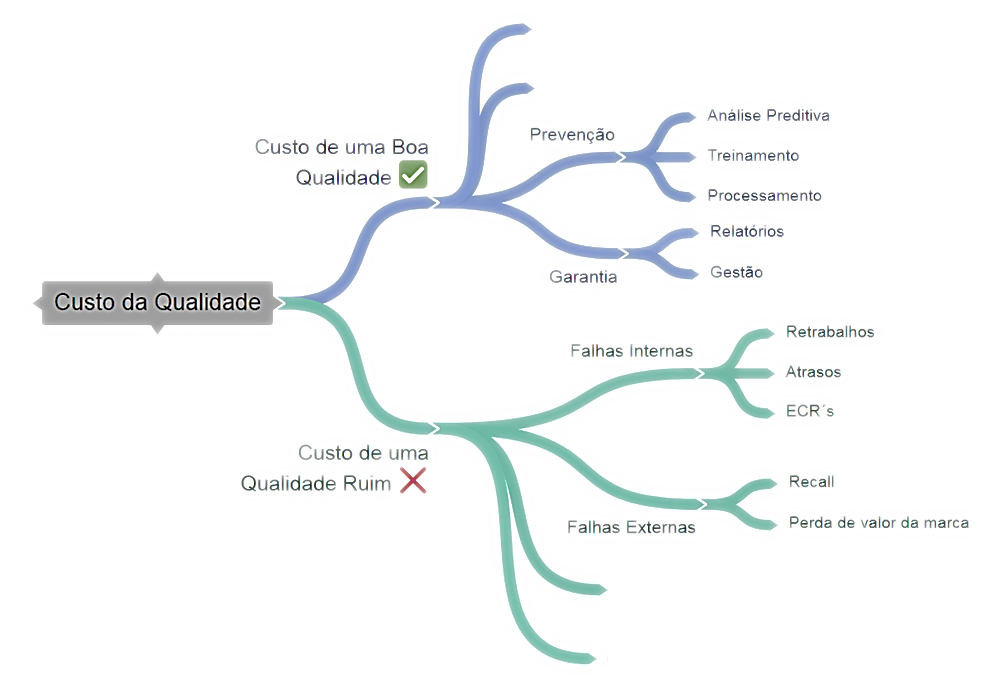 Custo da Qualidade
Custo de uma Boa
Qualidade
Prevenção
Análise Preditiva
Treinamento
Processamento
Garantia
Relatórios
Gestão
Custo de uma
Qualidade Ruim
Falhas Internas
Retrabalhos
Atrasos
ECR´s
Falhas Externas
Recall
Perda de valor da marca